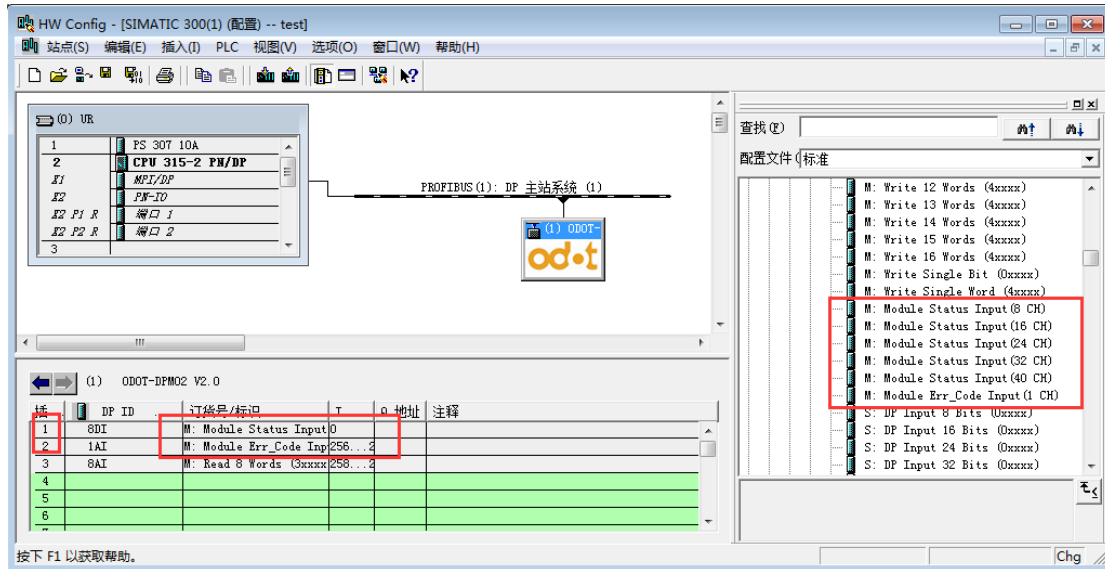 HW Config - [SIMATIC 300(1) (配置) -- test]
站点(S) 编辑(E) 插入(I) PLC 视图(V) 选项(O) 窗口(W) 帮助(H)
(0) UR
1 PS 307 10A
2 CPU 315-2 PN/DP
X1 MPI/DP
X2 PN-IO
X2 P1 R 端口 1
X2 P2 R 端口 2
3
PROFIBUS(1): DP 主站系统 (1)
(1) ODOT-
odot
查找(F)
配置文件(
标准
M: Write 12 Words (4xxxx)
M: Write 13 Words (4xxxx)
M: Write 14 Words (4xxxx)
M: Write 15 Words (4xxxx)
M: Write 16 Words (4xxxx)
M: Write Single Bit (0xxxx)
M: Write Single Word (4xxxx)
M: Module Status Input(8 CH)
M: Module Status Input(16 CH)
M: Module Status Input(24 CH)
M: Module Status Input(32 CH)
M: Module Status Input(40 CH)
M: Module Err_Code Input(1 CH)
S: DP Input 8 Bits (0xxxx)
S: DP Input 16 Bits (0xxxx)
S: DP Input 24 Bits (0xxxx)
S: DP Input 32 Bits (0xxxx)
(1) ODOT-DPM02 V2.0
插. DP ID ... 订货号/标识 I... Q 地址 注释
1 8DI M: Module Status Input 0
2 1AI M: Module Err_Code Inp 256...2
3 8AI M: Read 8 Words (3xxxx 258...2
4
5
6
按下 F1 以获取帮助。
Chg